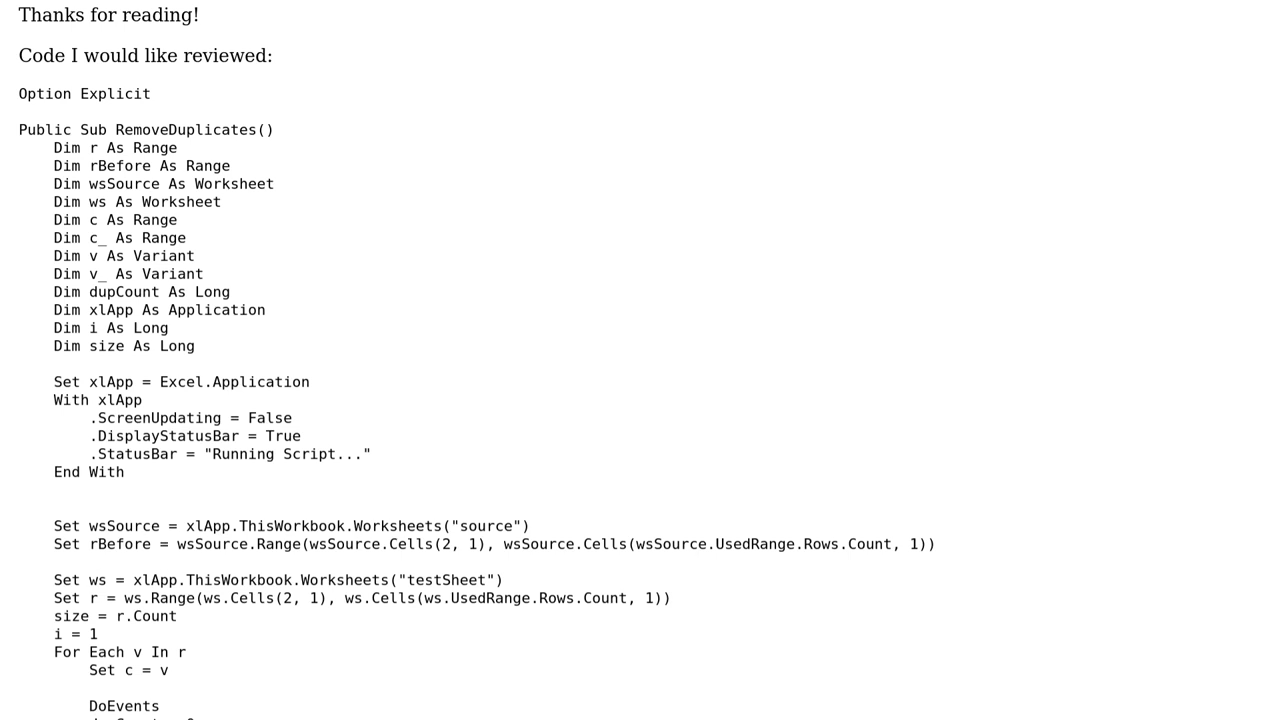 Thanks for reading!
Code I would like reviewed:
Option Explicit
Public Sub RemoveDuplicates()
    Dim r As Range
    Dim rBefore As Range
    Dim wsSource As Worksheet
    Dim ws As Worksheet
    Dim c As Range
    Dim c_ As Range
    Dim v As Variant
    Dim v_ As Variant
    Dim dupCount As Long
    Dim xlApp As Application
    Dim i As Long
    Dim size As Long
    Set xlApp = Excel.Application
    With xlApp
        .ScreenUpdating = False
        .DisplayStatusBar = True
        .StatusBar = "Running Script..."
    End With
    Set wsSource = xlApp.ThisWorkbook.Worksheets("source")
    Set rBefore = wsSource.Range(wsSource.Cells(2, 1), wsSource.Cells(wsSource.UsedRange.Rows.Count, 1))
    Set ws = xlApp.ThisWorkbook.Worksheets("testSheet")
    Set r = ws.Range(ws.Cells(2, 1), ws.Cells(ws.UsedRange.Rows.Count, 1))
    size = r.Count
    i = 1
    For Each v In r
        Set c = v
        DoEvents